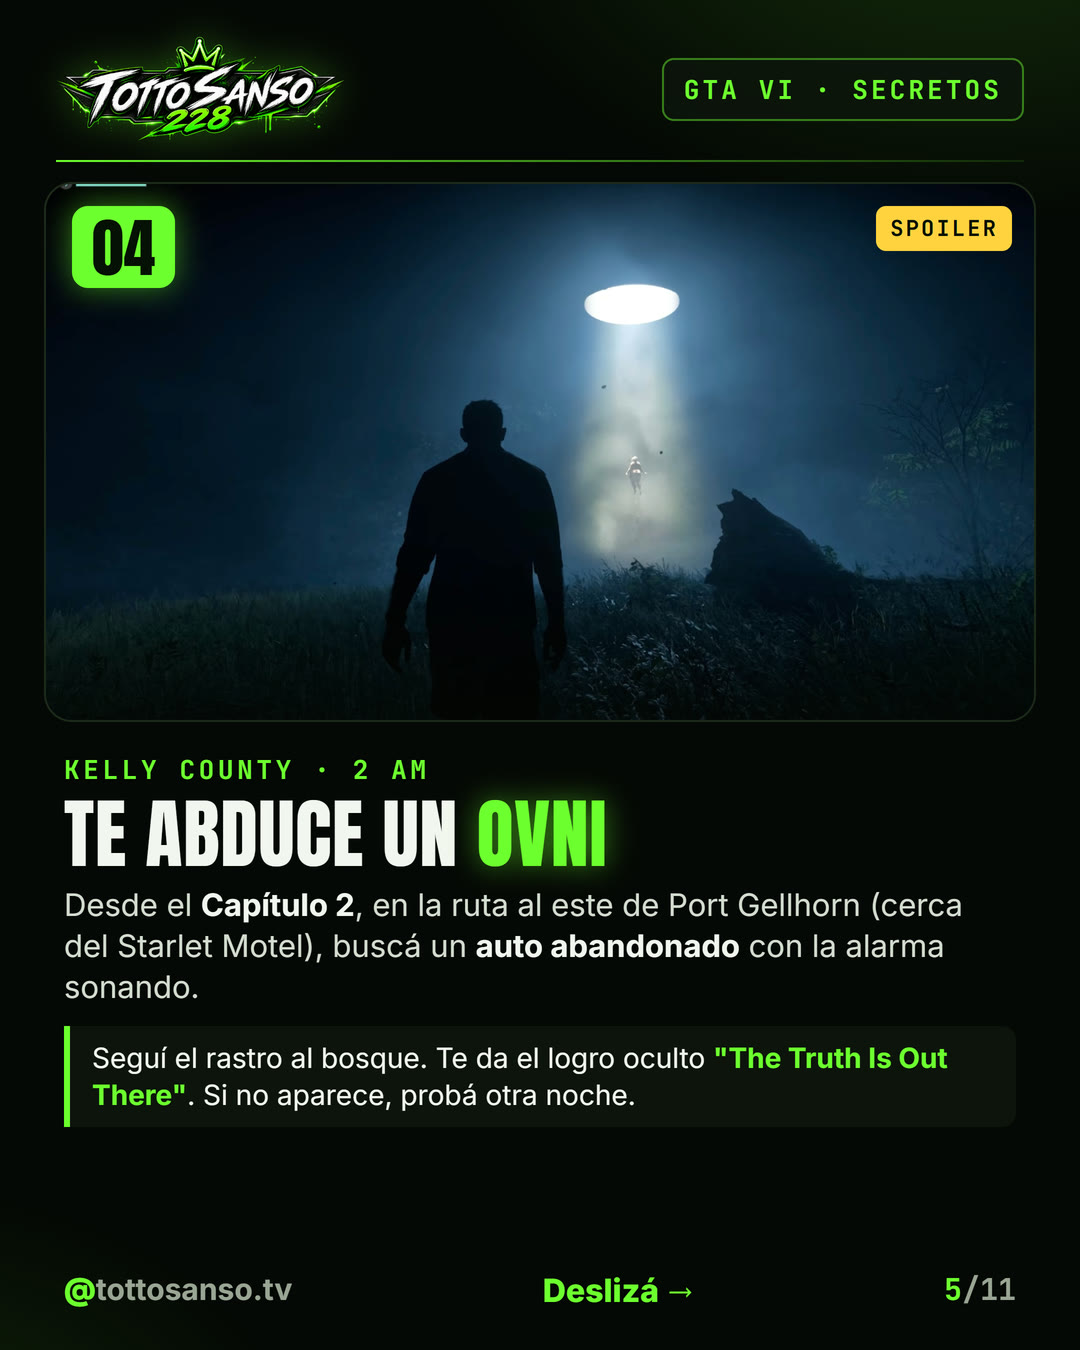 TOTTOSANSO
228
GTA VI · SECRETOS
04
SPOILER
KELLY COUNTY · 2 AM
TE ABDUCE UN OVNI
Desde el Capítulo 2, en la ruta al este de Port Gellhorn (cerca
del Starlet Motel), buscá un auto abandonado con la alarma
sonando.
Seguí el rastro al bosque. Te da el logro oculto "The Truth Is Out
There". Si no aparece, probá otra noche.
@tottosanso.tv
Deslizá →
5/11